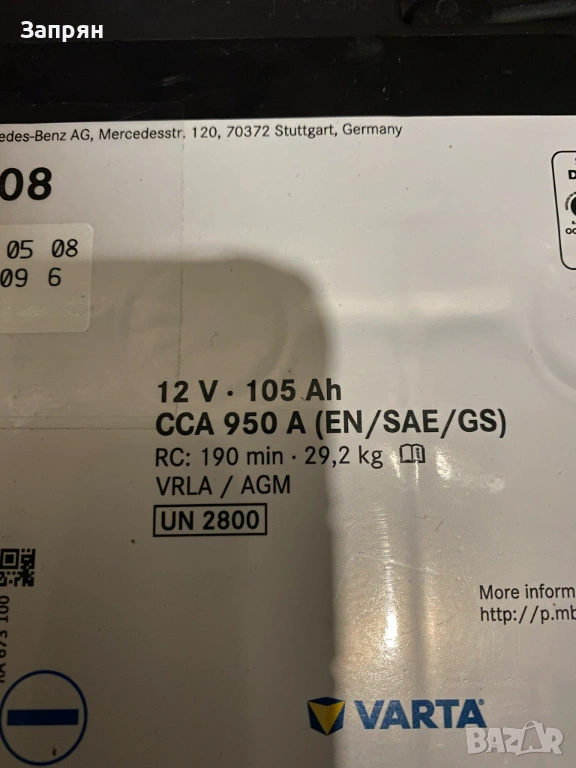 Запрян
edes-Benz AG, Mercedesstr. 120, 70372 Stuttgart, Germany
08
05 08
09 6
12 V · 105 Ah
CCA 950 A (EN/SAE/GS)
RC: 190 min · 29,2 kg
VRLA / AGM
UN 2800
More inform
http://p.mb
VARTA
BAZAR